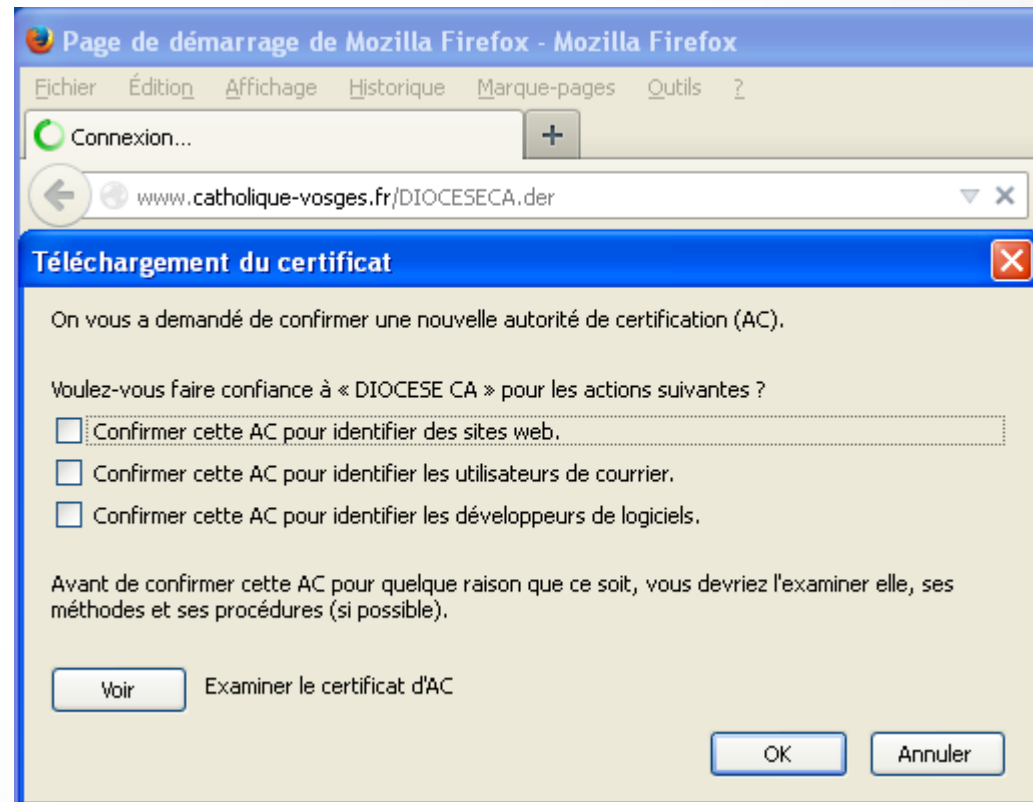 Page de démarrage de Mozilla Firefox - Mozilla Firefox
Fichier Édition Affichage Historique Marque-pages Outils ?
Connexion... +
www.catholique-vosges.fr/DIOCESECA.der
Téléchargement du certificat
On vous a demandé de confirmer une nouvelle autorité de certification (AC).
Voulez-vous faire confiance à « DIOCESE CA » pour les actions suivantes ?
Confirmer cette AC pour identifier des sites web.
Confirmer cette AC pour identifier les utilisateurs de courrier.
Confirmer cette AC pour identifier les développeurs de logiciels.
Avant de confirmer cette AC pour quelque raison que ce soit, vous devriez l'examiner elle, ses
méthodes et ses procédures (si possible).
Voir Examiner le certificat d'AC
OK Annuler